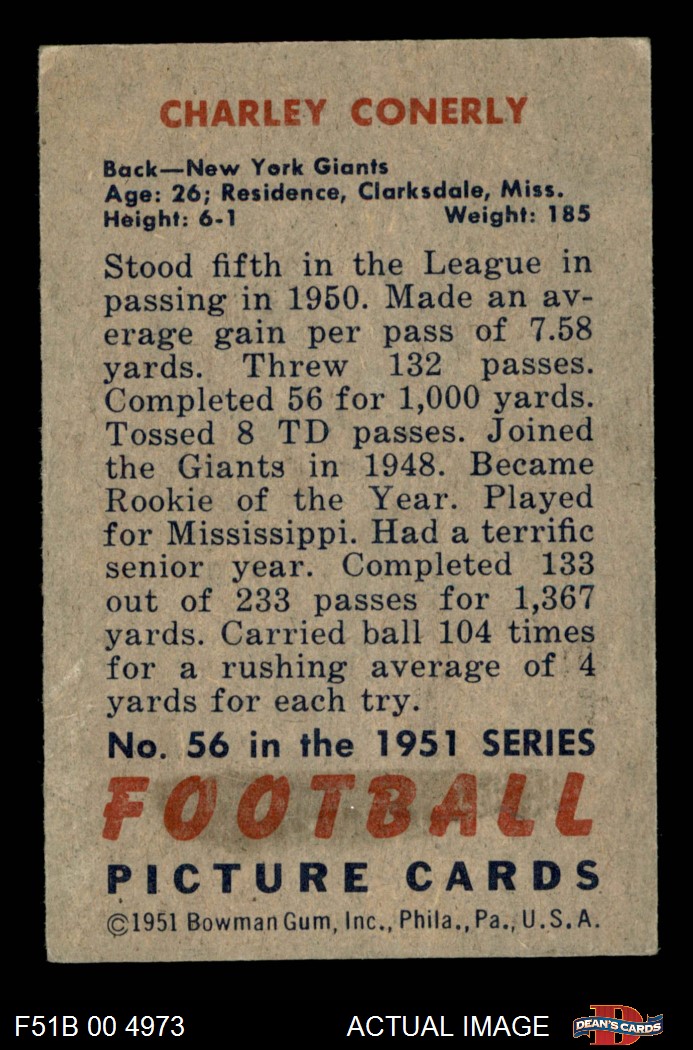 CHARLEY CONERLY
Back—New York Giants
Age: 26; Residence, Clarksdale, Miss.
Height: 6-1 Weight: 185
Stood fifth in the League in
passing in 1950. Made an av-
erage gain per pass of 7.58
yards. Threw 132 passes.
Completed 56 for 1,000 yards.
Tossed 8 TD passes. Joined
the Giants in 1948. Became
Rookie of the Year. Played
for Mississippi. Had a terrific
senior year. Completed 133
out of 233 passes for 1,367
yards. Carried ball 104 times
for a rushing average of 4
yards for each try.
No. 56 in the 1951 SERIES
FOOTBALL
PICTURE CARDS
©1951 Bowman Gum, Inc., Phila., Pa., U.S.A.
F51B 00 4973 ACTUAL IMAGE DEAN'S CARDS